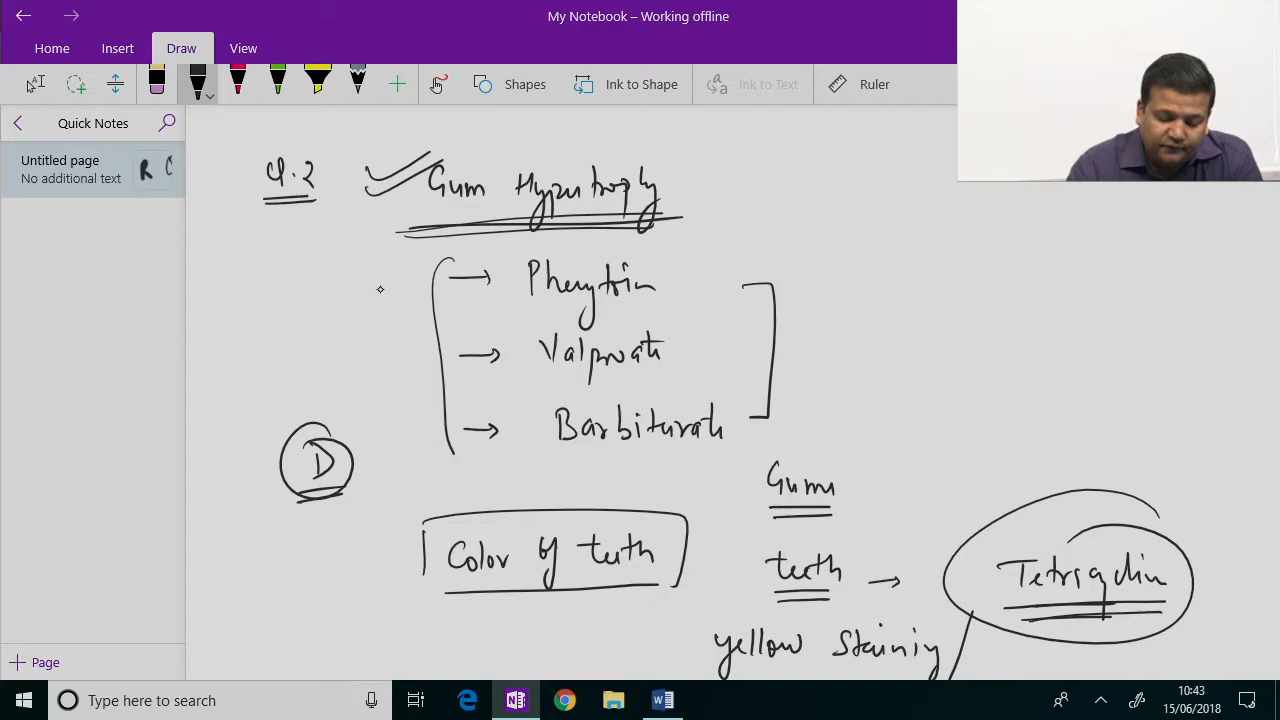 My Notebook – Working offline
Home Insert Draw View
Shapes Ink to Shape Ink to Text Ruler
Quick Notes
Untitled page
No additional text
R C
Q.2 Gum Hypertrophy
→ Phenytoin
→ Valproate
→ Barbiturate
D
Gums
Color of teeth
teeth → Tetracyclin
yellow Staining
+ Page
Type here to search
10:43
15/06/2018